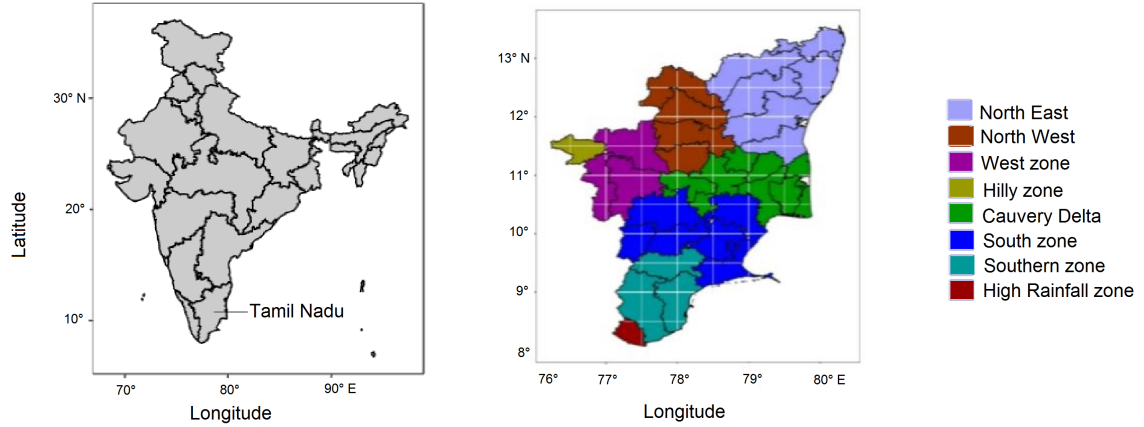 30° N
20°
10°
70°
80°
90° E
Latitude
Longitude
Tamil Nadu
13° N
12°
11°
10°
9°
8°
76°
77°
78°
79°
80° E
Longitude
North East
North West
West zone
Hilly zone
Cauvery Delta
South zone
Southern zone
High Rainfall zone